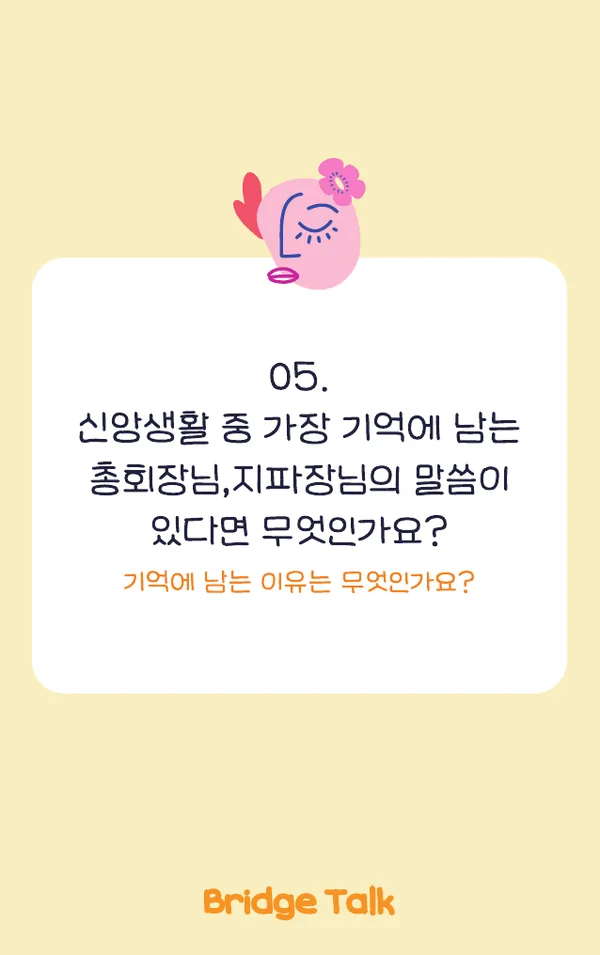 05.
신앙생활 중 가장 기억에 남는
총회장님,지파장님의 말씀이
있다면 무엇인가요?
기억에 남는 이유는 무엇인가요?
Bridge Talk